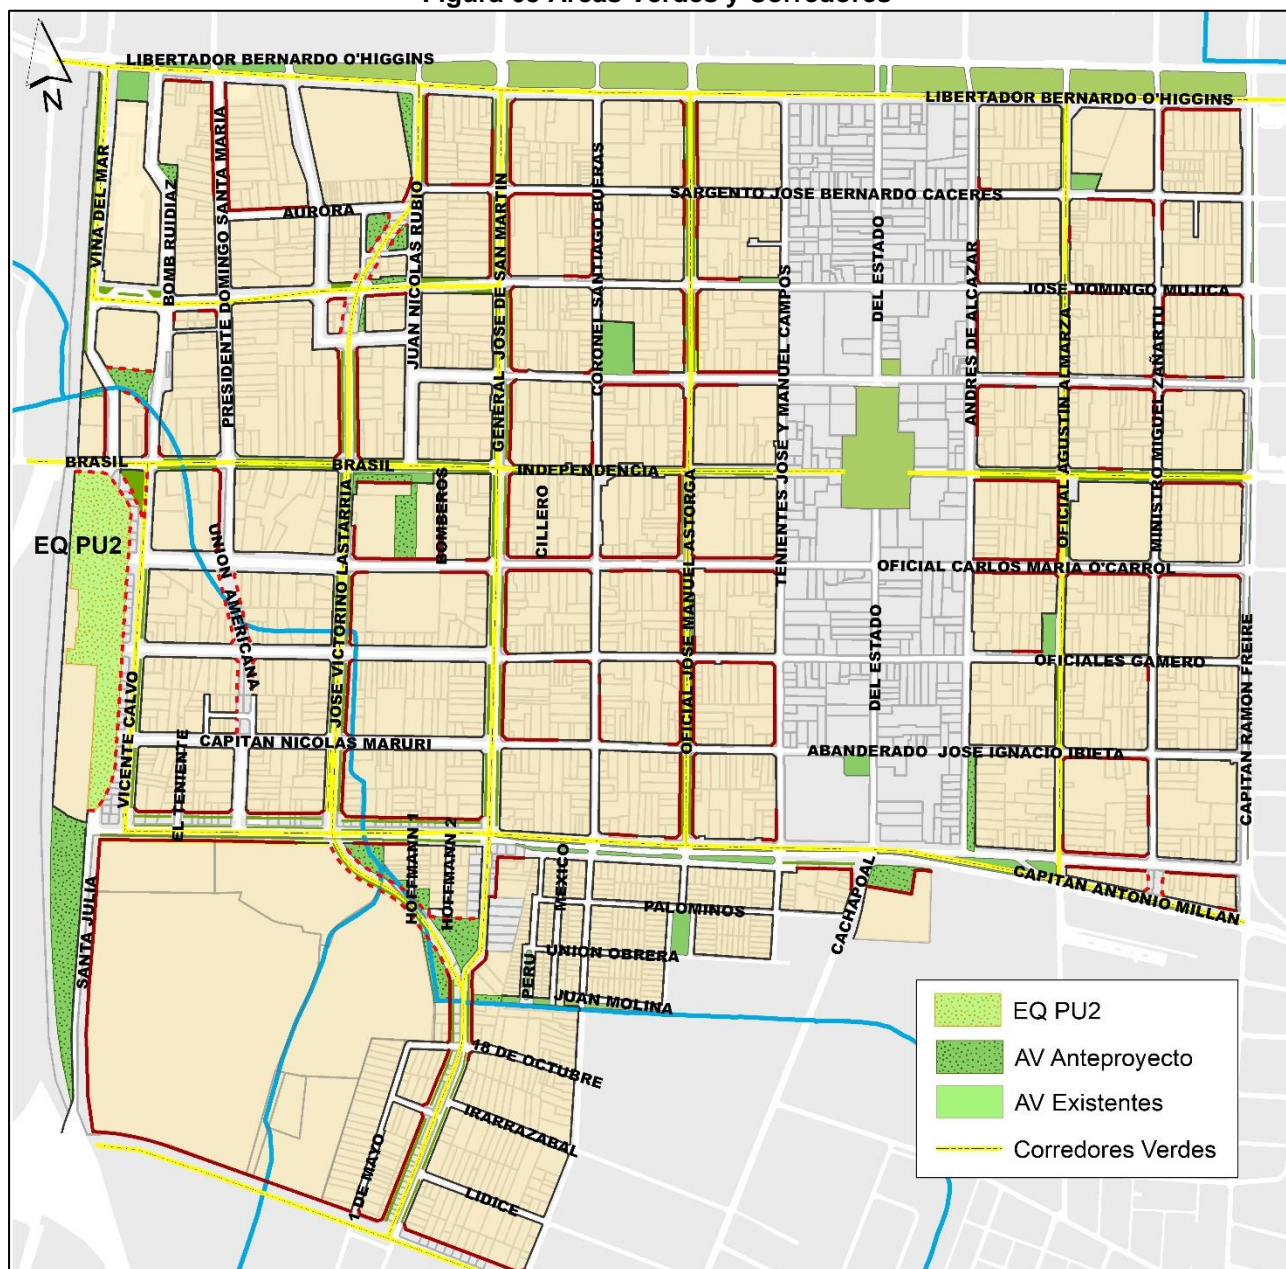 LIBERTADOR BERNARDO O'HIGGINS
LIBERTADOR BERNARDO O'HIGGINS
N
VIÑA DEL MAR
BOMB RUIDIAZ
PRESIDENTE DOMINGO SANTA MARIA
AURORA
JUAN NICOLAS RUBIO
GENERAL JOSE DE SAN MARTIN
CORONEL SANTIAGO BUERAS
SARGENTO JOSE BERNARDO CACERES
TENIENTES JOSE Y MANUEL CAMPOS
DEL ESTADO
ANDRES DE ALCAZAR
JOSE DOMINGO MUJICA
OFICIAL AGUSTIN ALMARZA
MINISTRO MIGUEL ZAÑARTU
BRASIL
BRASIL
INDEPENDENCIA
EQ PU2
UNION AMERICANA
JOSE VICTORINO LASTARRIA
BOMBEROS
CILLERO
OFICIAL JOSE MANUEL ASTORGA
OFICIAL CARLOS MARIA O'CARROL
DEL ESTADO
OFICIALES GAMERO
CAPITAN RAMON FREIRE
VICENTE CALVO
EL TENIENTE
CAPITAN NICOLAS MARURI
ABANDERADO JOSE IGNACIO IBIETA
SANTA JULIA
HOFFMANN 1
HOFFMANN 2
MEXICO
PALOMINOS
CACHAPOAL
CAPITAN ANTONIO MILLAN
PERU
UNION OBRERA
JUAN MOLINA
18 DE OCTUBRE
IRARRAZABAL
1 DE MAYO
LIDICE
EQ PU2
AV Anteproyecto
AV Existentes
Corredores Verdes